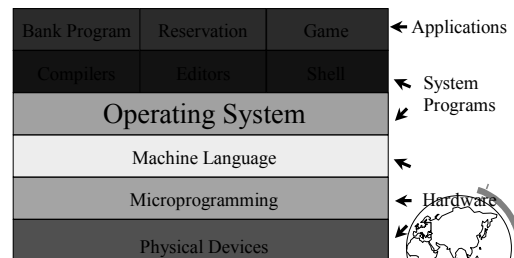 Bank Program Reservation Game Applications
Compilers Editors Shell System
Programs
Operating System
Machine Language
Microprogramming Hardware
Physical Devices